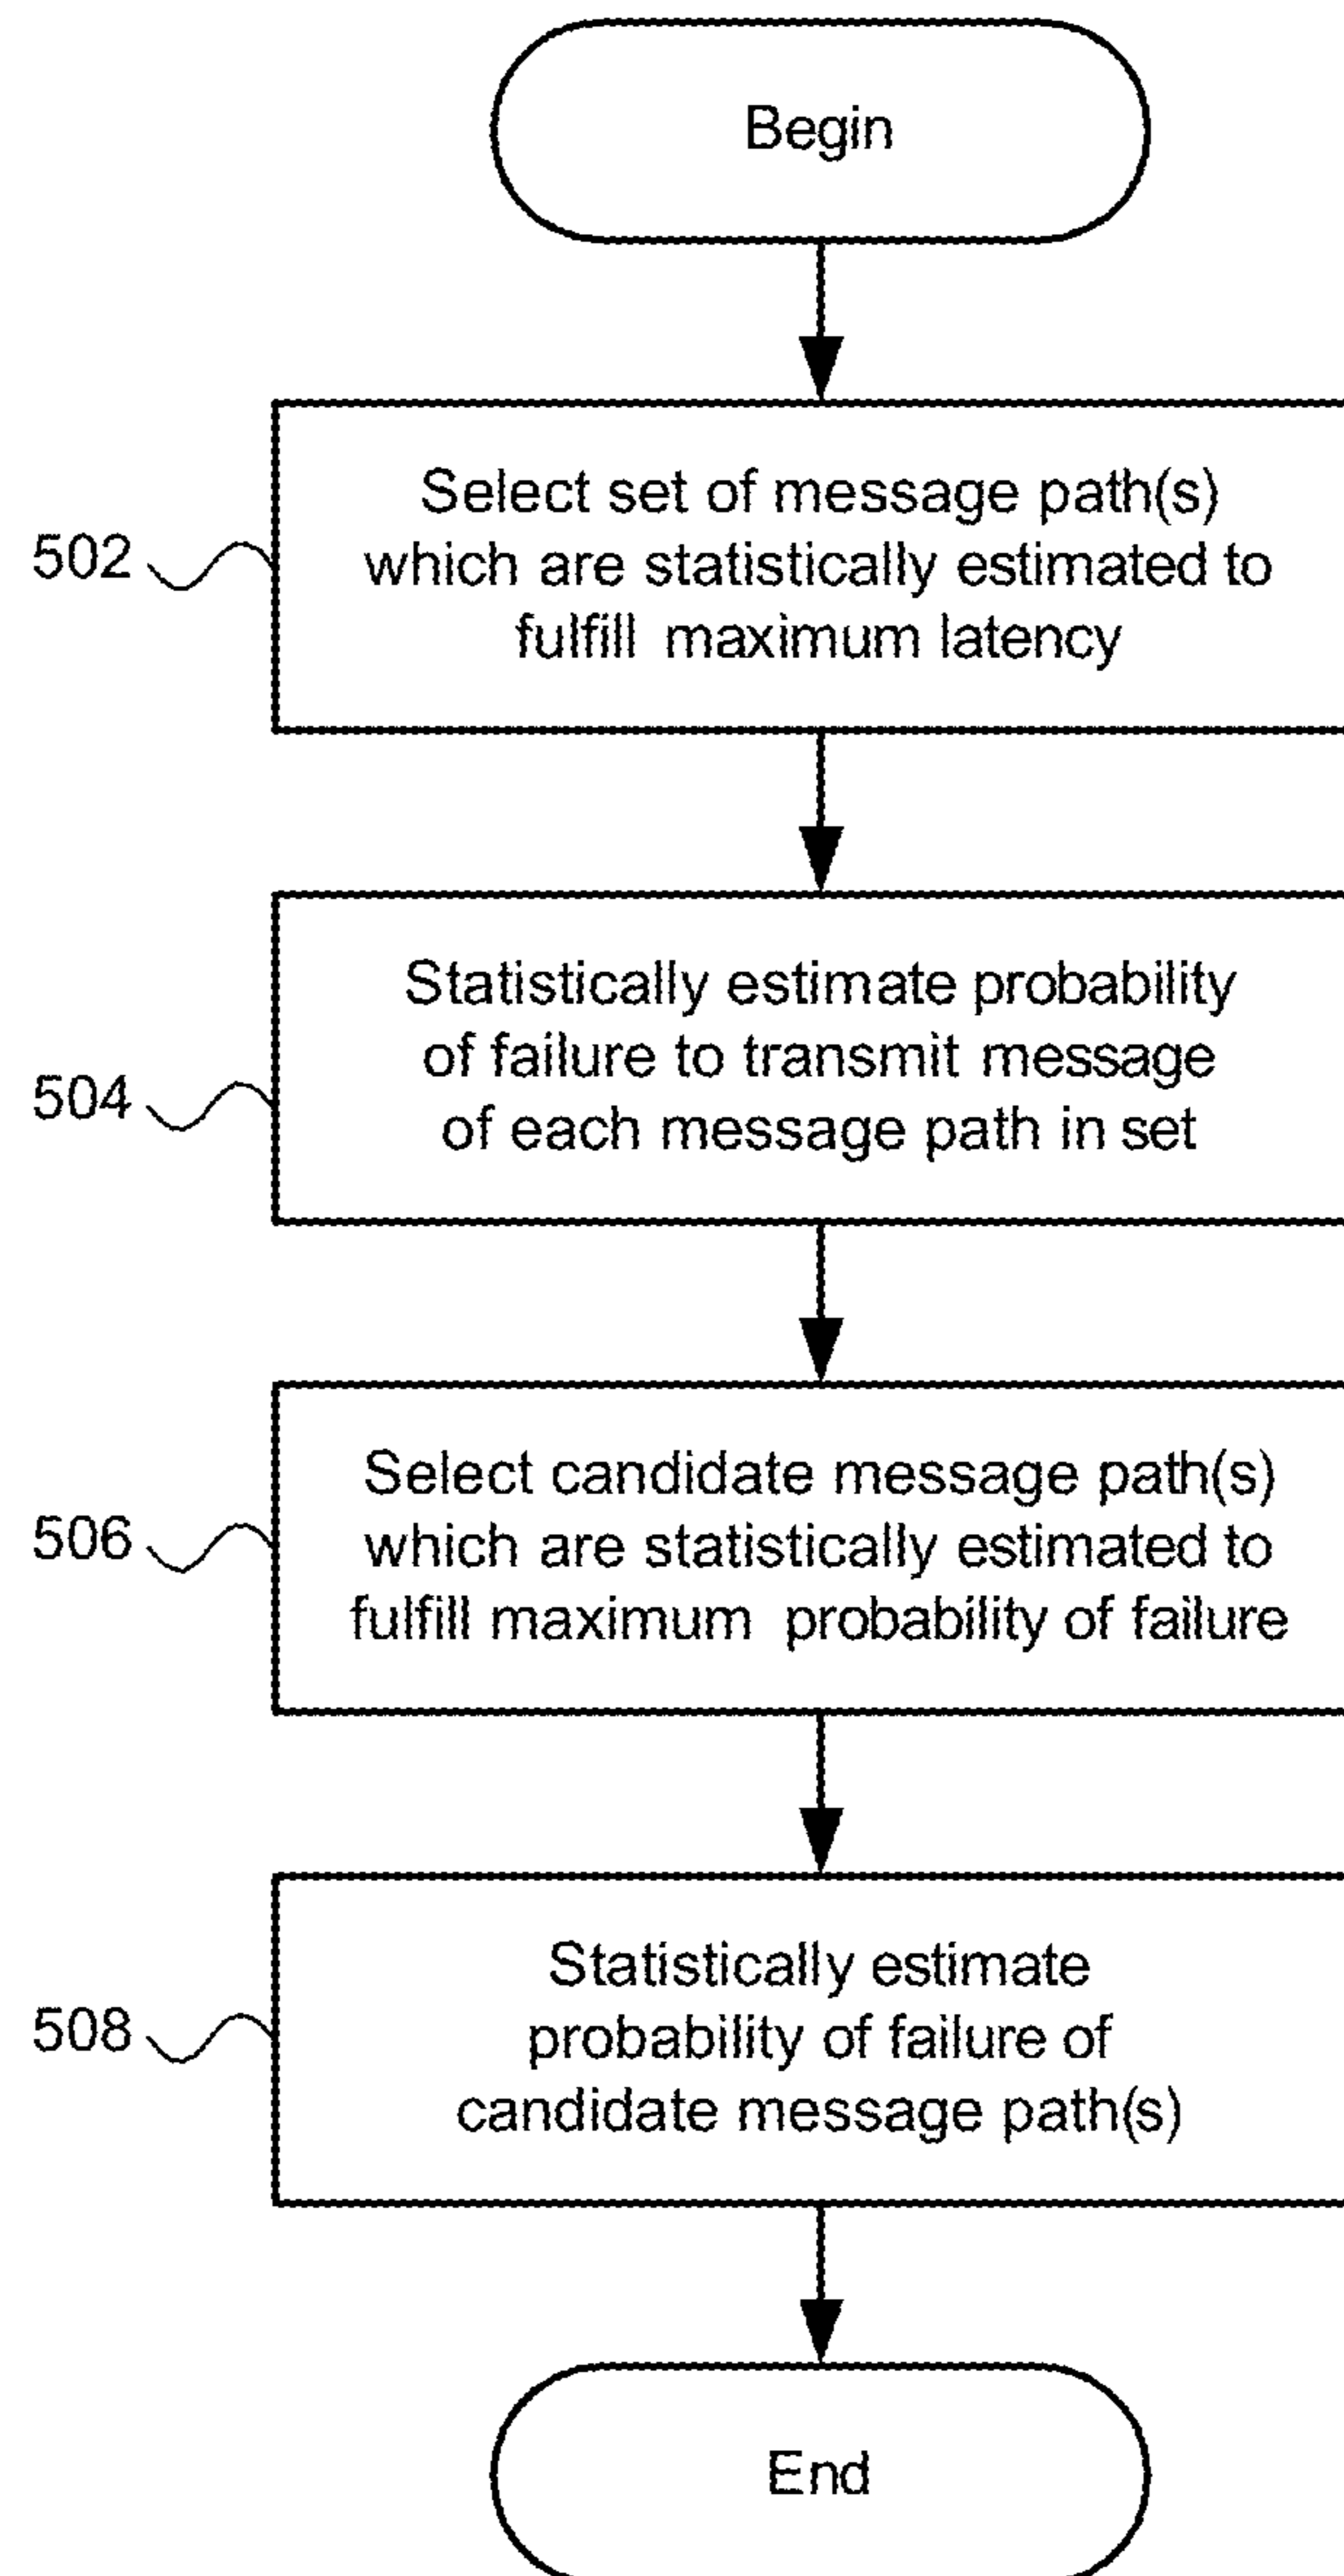 Begin
Select set of message path(s)
which are statistically estimated to
fulfill maximum latency
502
Statistically estimate probability
of failure to transmit message
of each message path in set
504
Select candidate message path(s)
which are statistically estimated to
fulfill maximum probability of failure
506
Statistically estimate
probability of failure of
candidate message path(s)
508
End